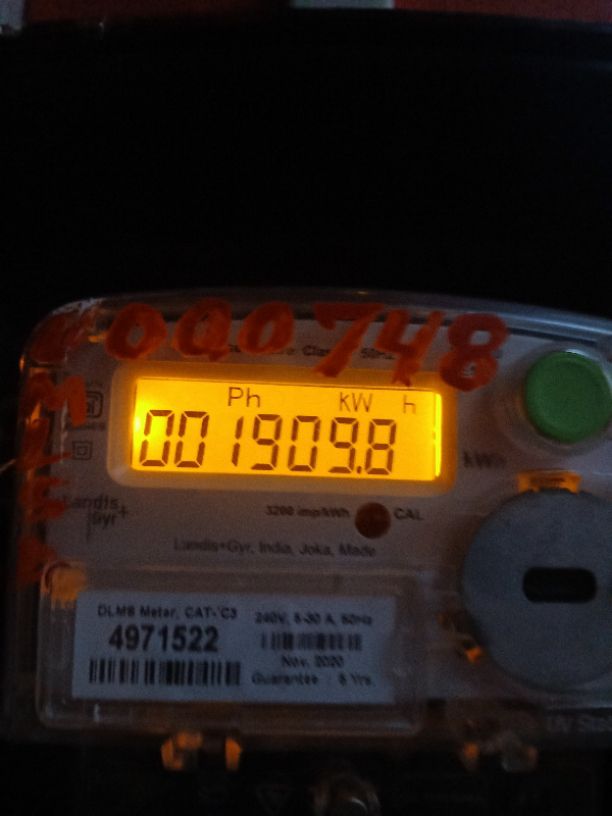 000748
50Hz
Ph kW h
001909.8
kWh
Landis+
Gyr
3200 imp/kWh CAL
Landis+Gyr, India, Joka, Made
DLMS Meter, CAT-C3
4971522
240V, 5-30 A, 50Hz
Nov. 2020
Guarantee : 5 Yrs.